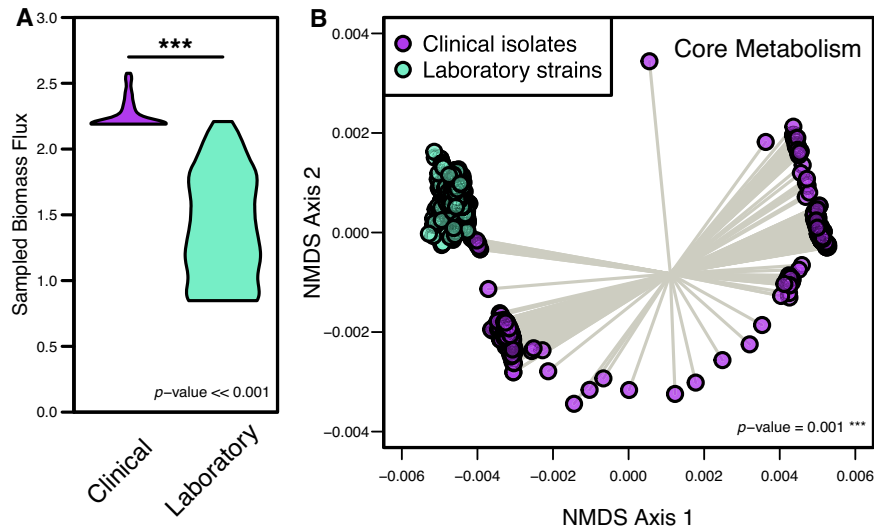 A
3.0
2.5
2.0
1.5
1.0
0.5
0.0
Sampled Biomass Flux
***
p−value << 0.001
Clinical
Laboratory
B
Clinical isolates
Laboratory strains
Core Metabolism
0.004
0.002
0.000
−0.002
−0.004
NMDS Axis 2
p−value = 0.001 ***
−0.006
−0.004
−0.002
0.000
0.002
0.004
0.006
NMDS Axis 1